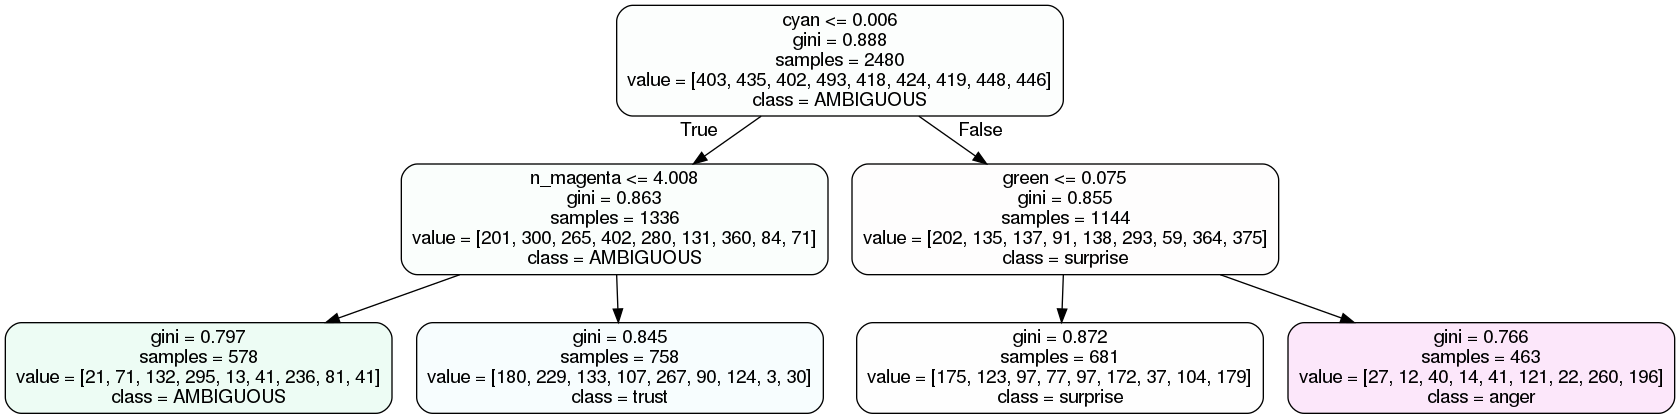 cyan <= 0.006
gini = 0.888
samples = 2480
value = [403, 435, 402, 493, 418, 424, 419, 448, 446]
class = AMBIGUOUS
True
False
n_magenta <= 4.008
gini = 0.863
samples = 1336
value = [201, 300, 265, 402, 280, 131, 360, 84, 71]
class = AMBIGUOUS
green <= 0.075
gini = 0.855
samples = 1144
value = [202, 135, 137, 91, 138, 293, 59, 364, 375]
class = surprise
gini = 0.797
samples = 578
value = [21, 71, 132, 295, 13, 41, 236, 81, 41]
class = AMBIGUOUS
gini = 0.845
samples = 758
value = [180, 229, 133, 107, 267, 90, 124, 3, 30]
class = trust
gini = 0.872
samples = 681
value = [175, 123, 97, 77, 97, 172, 37, 104, 179]
class = surprise
gini = 0.766
samples = 463
value = [27, 12, 40, 14, 41, 121, 22, 260, 196]
class = anger